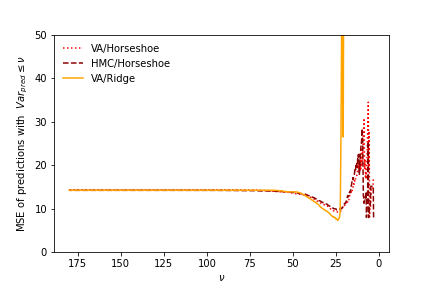 50
40
30
20
10
0
MSE of predictions with Var_pred ≤ ν
VA/Horseshoe
HMC/Horseshoe
VA/Ridge
175 150 125 100 75 50 25 0
ν